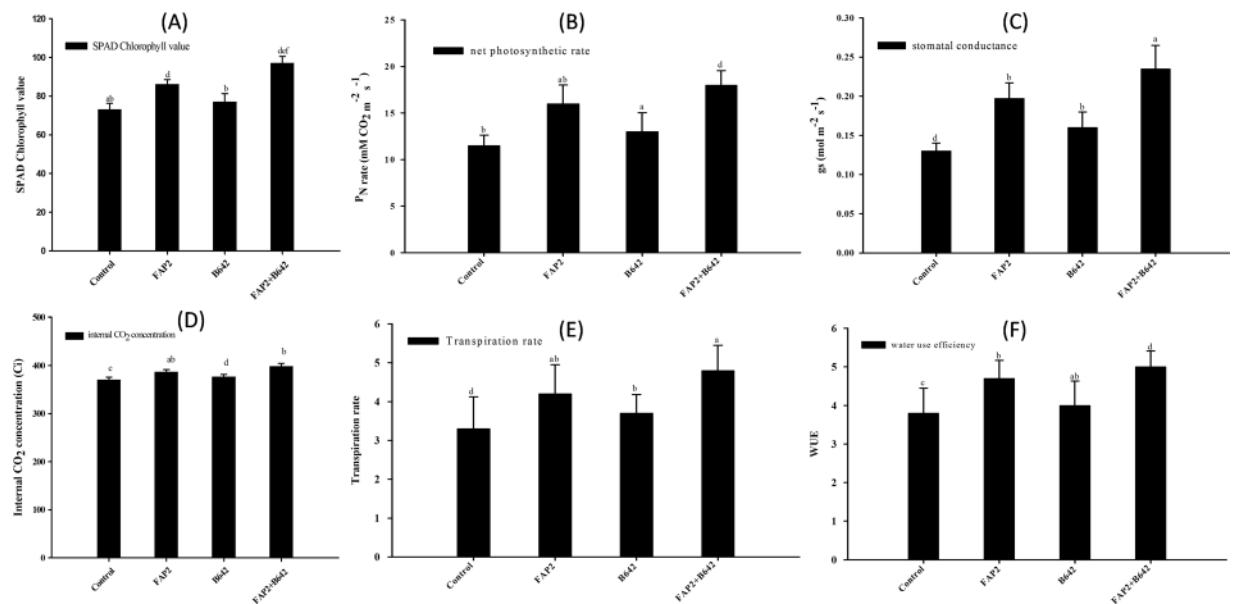 (A)
SPAD Chlorophyll value
SPAD Chlorophyll value
120
100
80
60
40
20
0
ab
d
b
def
Control
FAP2
B642
FAP2+B642
(B)
net photosynthetic rate
P_N rate (mM CO2 m-2 s-1)
25
20
15
10
5
0
b
ab
a
d
Control
FAP2
B642
FAP2+B642
(C)
stomatal conductance
gs (mol m-2 s-1)
0.30
0.25
0.20
0.15
0.10
0.05
0.00
d
b
b
a
Control
FAP2
B642
FAP2+B642
(D)
internal CO2 concentration
Internal CO2 concentration (Ci)
500
400
300
200
100
0
c
ab
d
b
Control
FAP2
B642
FAP2+B642
(E)
Transpiration rate
Transpiration rate
6
5
4
3
2
1
0
d
ab
b
a
Control
FAP2
B642
FAP2+B642
(F)
water use efficiency
WUE
6
5
4
3
2
1
0
c
b
ab
d
Control
FAP2
B642
FAP2+B642